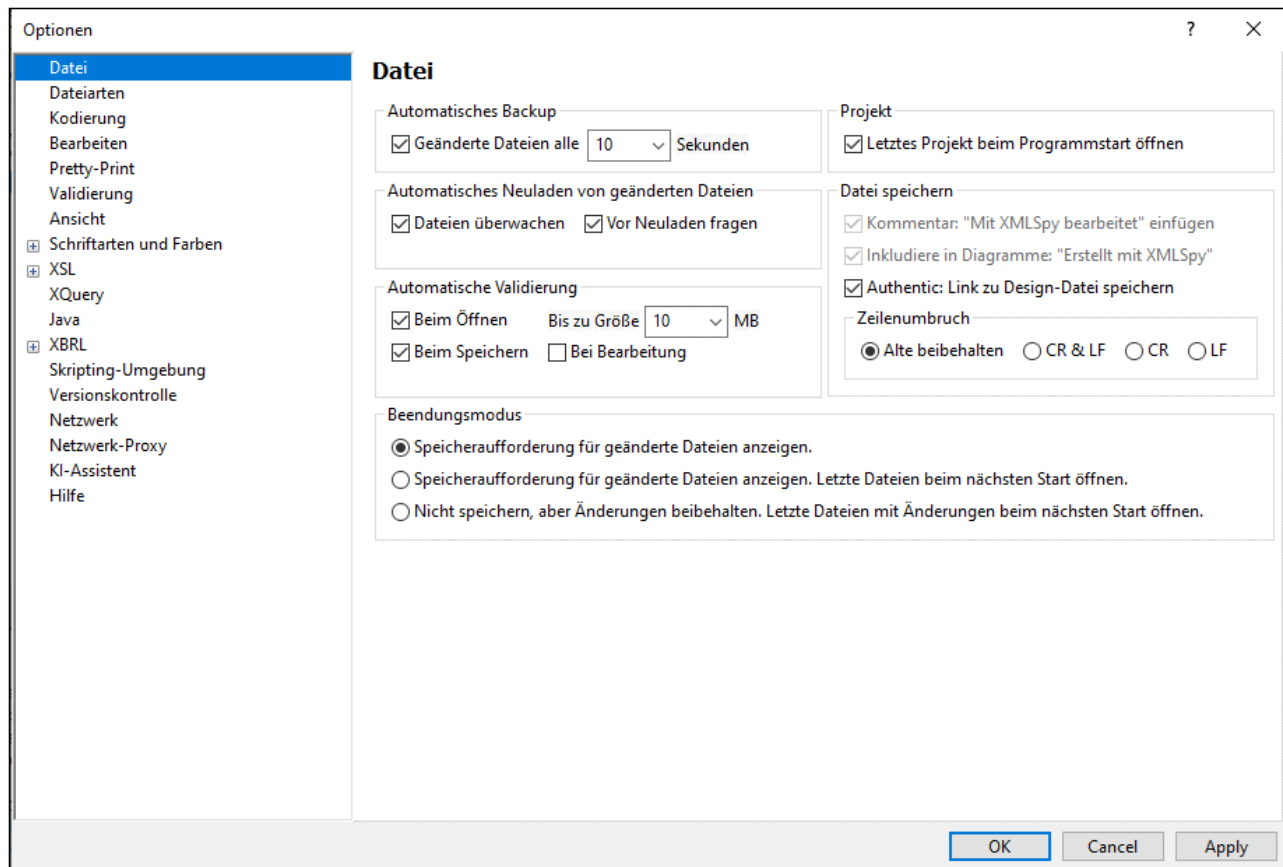 Optionen
Datei
Dateiarten
Kodierung
Bearbeiten
Pretty-Print
Validierung
Ansicht
Schriftarten und Farben
XSL
XQuery
Java
XBRL
Skripting-Umgebung
Versionskontrolle
Netzwerk
Netzwerk-Proxy
KI-Assistent
Hilfe
Datei
Automatisches Backup
Geänderte Dateien alle 10 Sekunden
Automatisches Neuladen von geänderten Dateien
Dateien überwachen Vor Neuladen fragen
Automatische Validierung
Beim Öffnen Bis zu Größe 10 MB
Beim Speichern Bei Bearbeitung
Projekt
Letztes Projekt beim Programmstart öffnen
Datei speichern
Kommentar: "Mit XMLSpy bearbeitet" einfügen
Inkludiere in Diagramme: "Erstellt mit XMLSpy"
Authentic: Link zu Design-Datei speichern
Zeilenumbruch
Alte beibehalten CR & LF CR LF
Beendungsmodus
Speicheraufforderung für geänderte Dateien anzeigen.
Speicheraufforderung für geänderte Dateien anzeigen. Letzte Dateien beim nächsten Start öffnen.
Nicht speichern, aber Änderungen beibehalten. Letzte Dateien mit Änderungen beim nächsten Start öffnen.
OK Cancel Apply